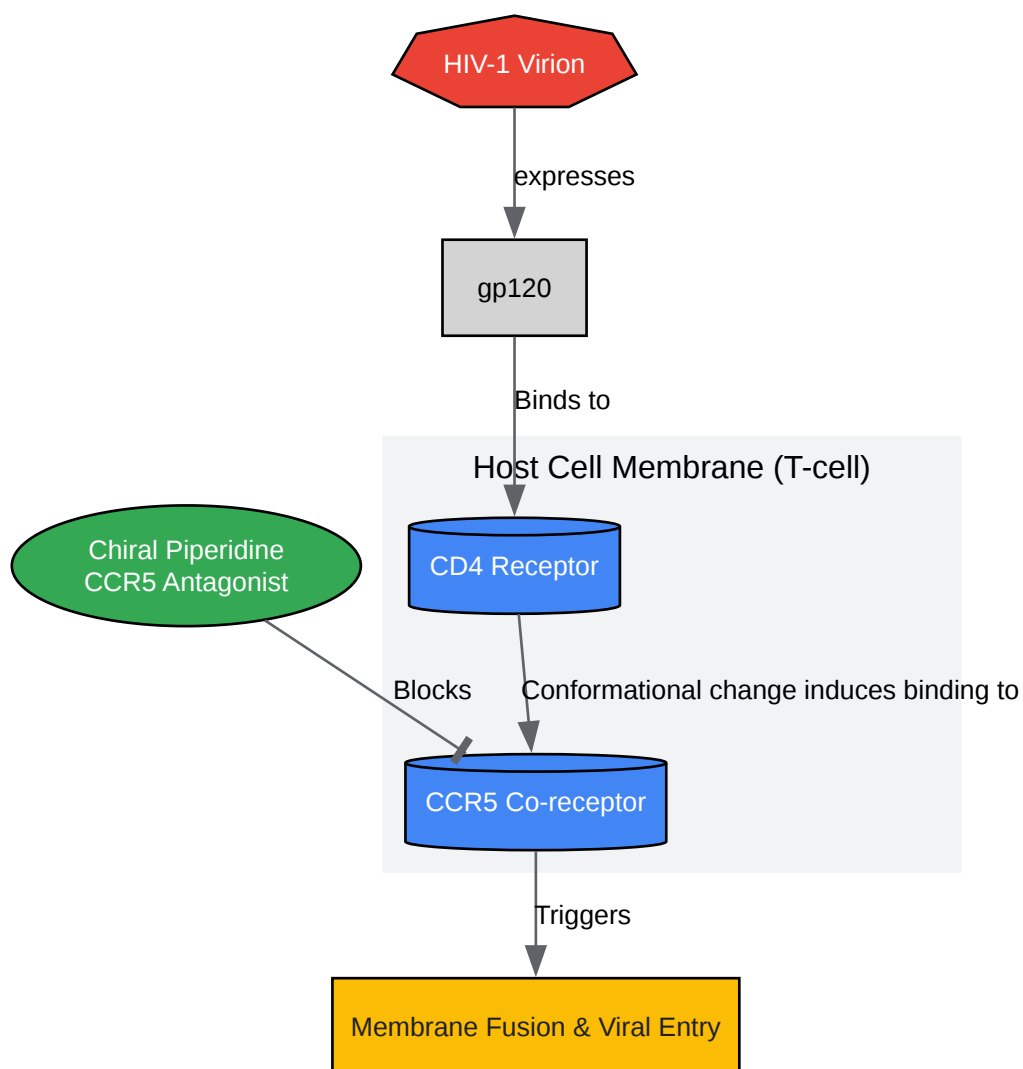 HIV-1 Virion
expresses
gp120
Binds to
Host Cell Membrane (T-cell)
Chiral Piperidine
CCR5 Antagonist
CD4 Receptor
Blocks
Conformational change induces binding to
CCR5 Co-receptor
Triggers
Membrane Fusion & Viral Entry